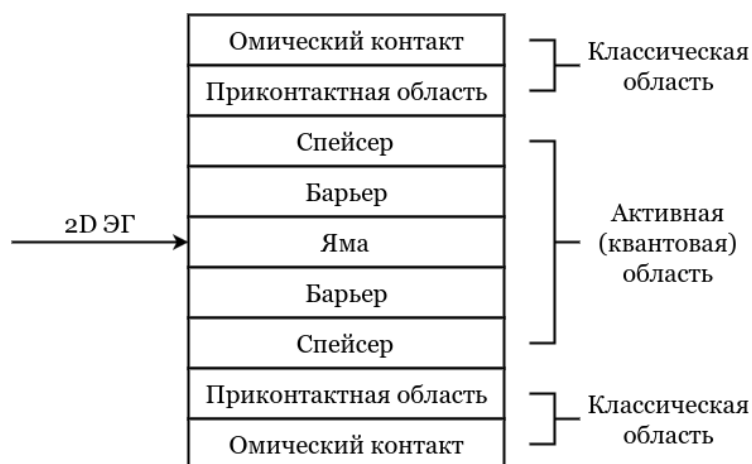 Омический контакт
Приконтактная область
Спейсер
Барьер
2D ЭГ
Яма
Барьер
Спейсер
Приконтактная область
Омический контакт
Классическая
область
Активная
(квантовая)
область
Классическая
область